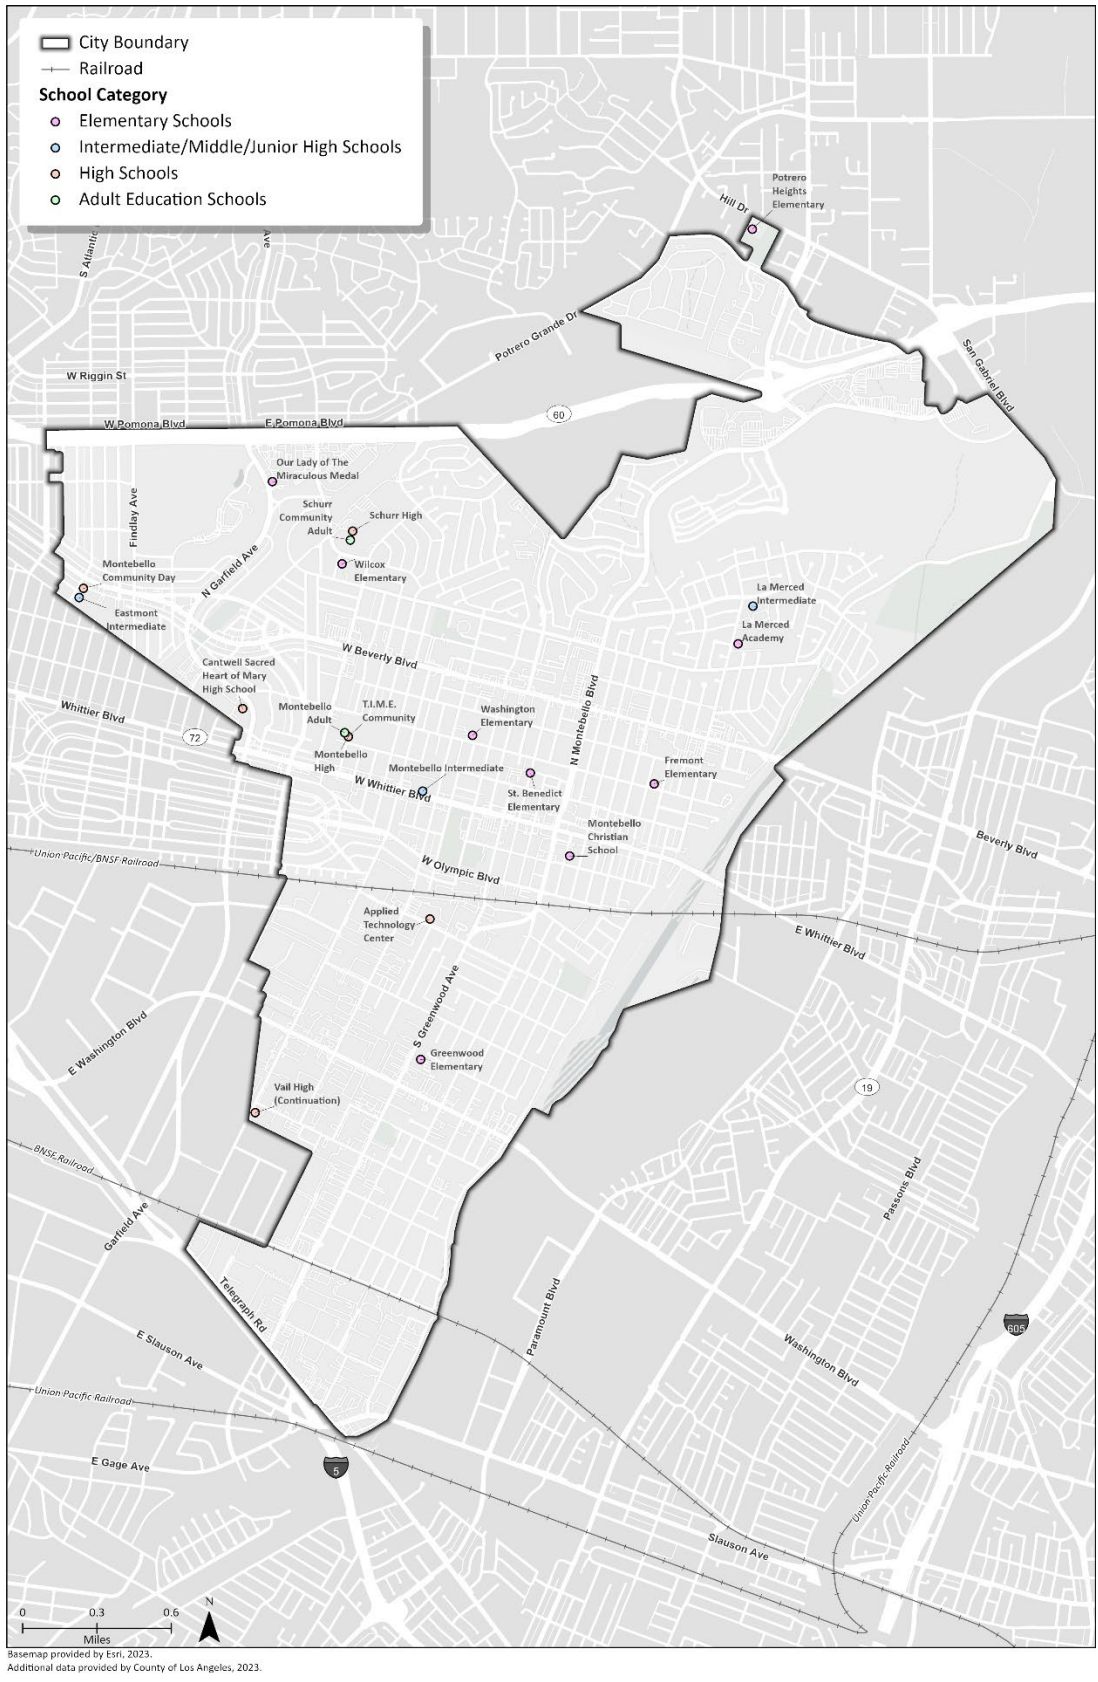 City Boundary
Railroad
School Category
Elementary Schools
Intermediate/Middle/Junior High Schools
High Schools
Adult Education Schools
Potrero
Heights
Elementary
Hill Dr
S Atlantic
Ave
Potrero Grande Dr
San Gabriel Blvd
W Riggin St
60
W Pomona Blvd
E Pomona Blvd
Our Lady of The
Miraculous Medal
Findlay Ave
Schurr
Community
Adult
Schurr High
Wilcox
Elementary
N Garfield Ave
Montebello
Community Day
Eastmont
Intermediate
La Merced
Intermediate
La Merced
Academy
W Beverly Blvd
Cantwell Sacred
Heart of Mary
High School
N Montebello Blvd
Whittier Blvd
72
Montebello
Adult
T.I.M.E.
Community
Washington
Elementary
Montebello
High
Montebello Intermediate
W Whittier Blvd
St. Benedict
Elementary
Fremont
Elementary
Montebello
Christian
School
Beverly Blvd
Union Pacific/BNSF Railroad
W Olympic Blvd
Applied
Technology
Center
E Whittier Blvd
S Greenwood Ave
E Washington Blvd
Greenwood
Elementary
19
Vail High
(Continuation)
BNSF Railroad
Garfield Ave
Passons Blvd
Telegraph Rd
Paramount Blvd
605
E Slauson Ave
Washington Blvd
Union Pacific Railroad
E Gage Ave
5
Union Pacific Railroad
Slauson Ave
0 0.3 0.6
Miles
N
Basemap provided by Esri, 2023.
Additional data provided by County of Los Angeles, 2023.